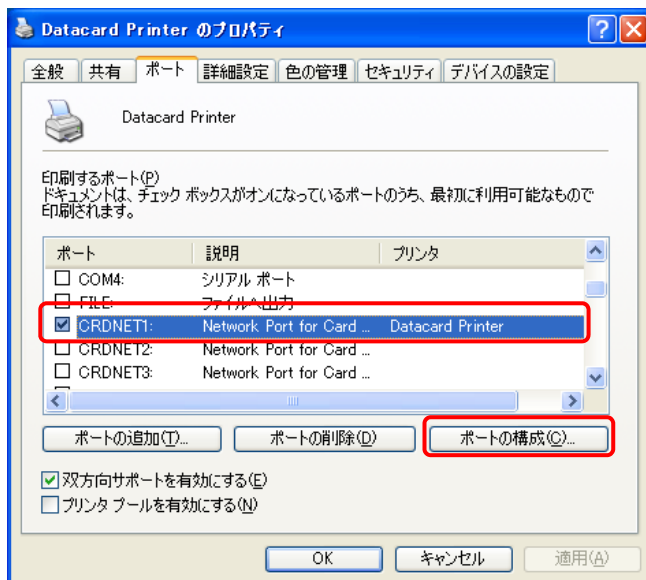 Datacard Printer のプロパティ
全般 共有 ポート 詳細設定 色の管理 セキュリティ デバイスの設定
Datacard Printer
印刷するポート(P)
ドキュメントは、チェック ボックスがオンになっているポートのうち、最初に利用可能なもので
印刷されます。
ポート 説明 プリンタ
COM4: シリアル ポート
FILE: ファイルへ出力
CRDNET1: Network Port for Card ... Datacard Printer
CRDNET2: Network Port for Card ...
CRDNET3: Network Port for Card ...
ポートの追加(T)... ポートの削除(D) ポートの構成(C)...
双方向サポートを有効にする(E)
プリンタ プールを有効にする(N)
OK キャンセル 適用(A)